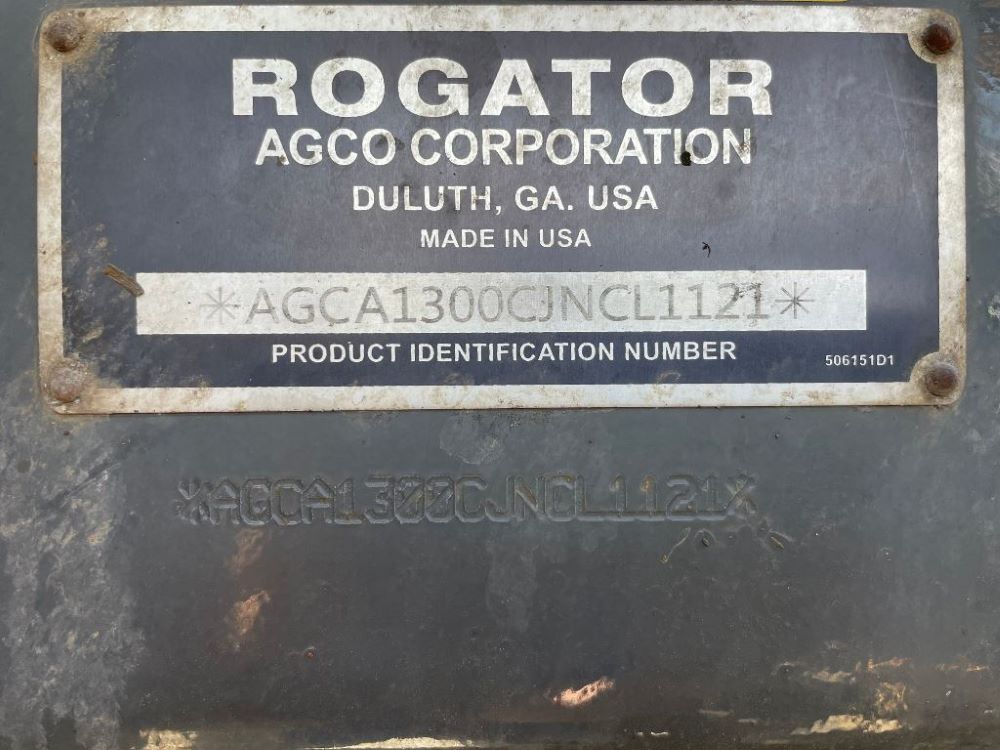 ROGATOR
AGCO CORPORATION
DULUTH, GA. USA
MADE IN USA
*AGCA1300CJNCL1121*
PRODUCT IDENTIFICATION NUMBER
506151D1
*AGCA1300CJNCL1121*